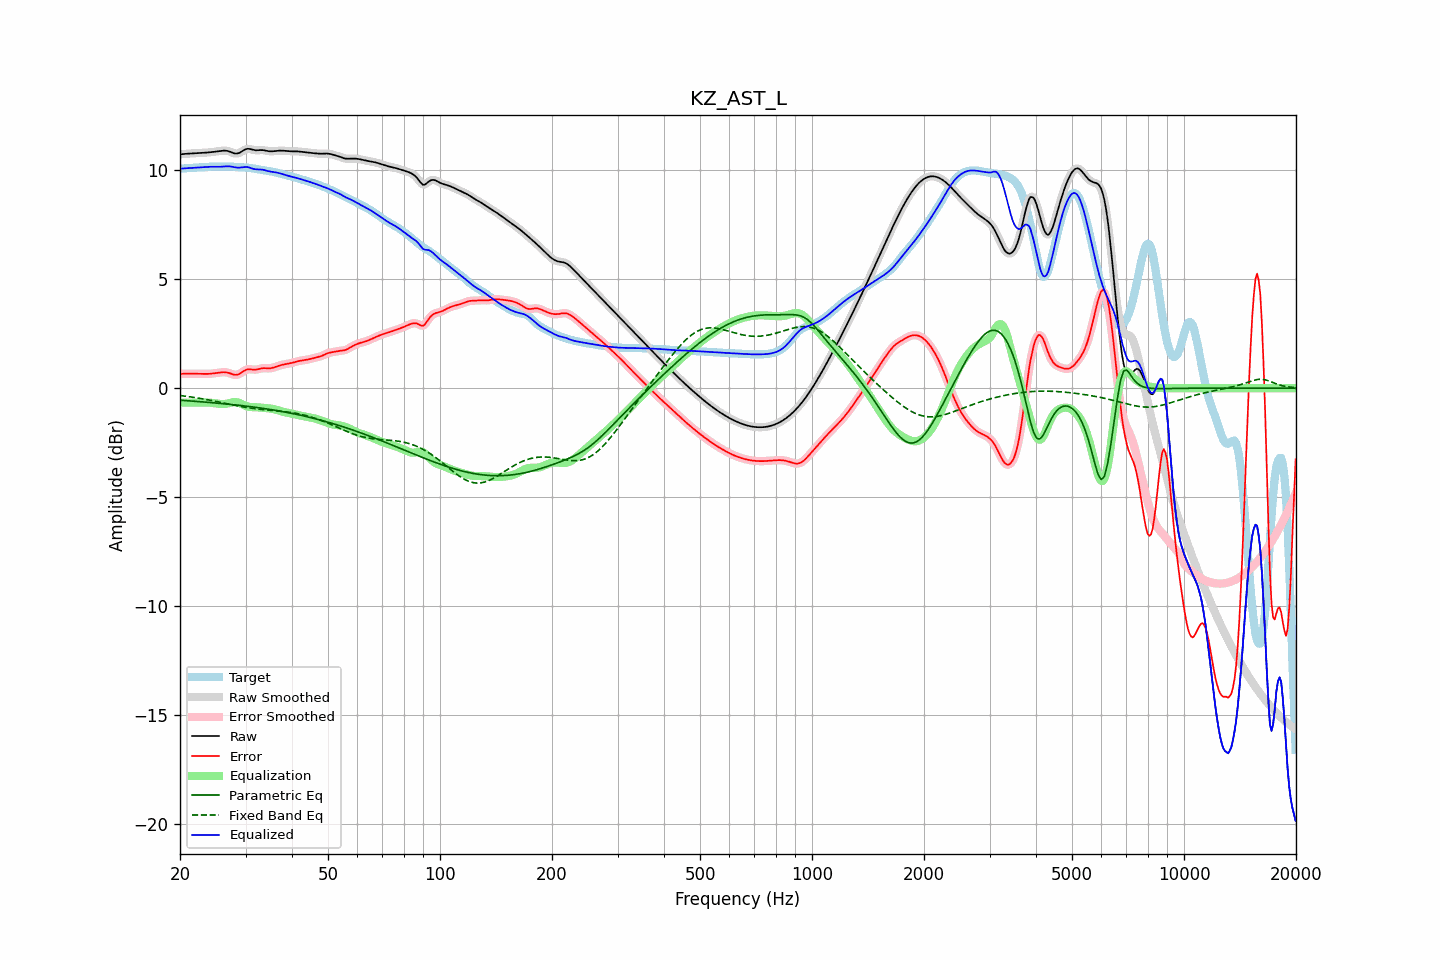 KZ_AST_L
Amplitude (dBr)
10
5
0
−5
−10
−15
−20
Target
Raw Smoothed
Error Smoothed
Raw
Error
Equalization
Parametric Eq
Fixed Band Eq
Equalized
20 50 100 200 500 1000 2000 5000 10000 20000
Frequency (Hz)